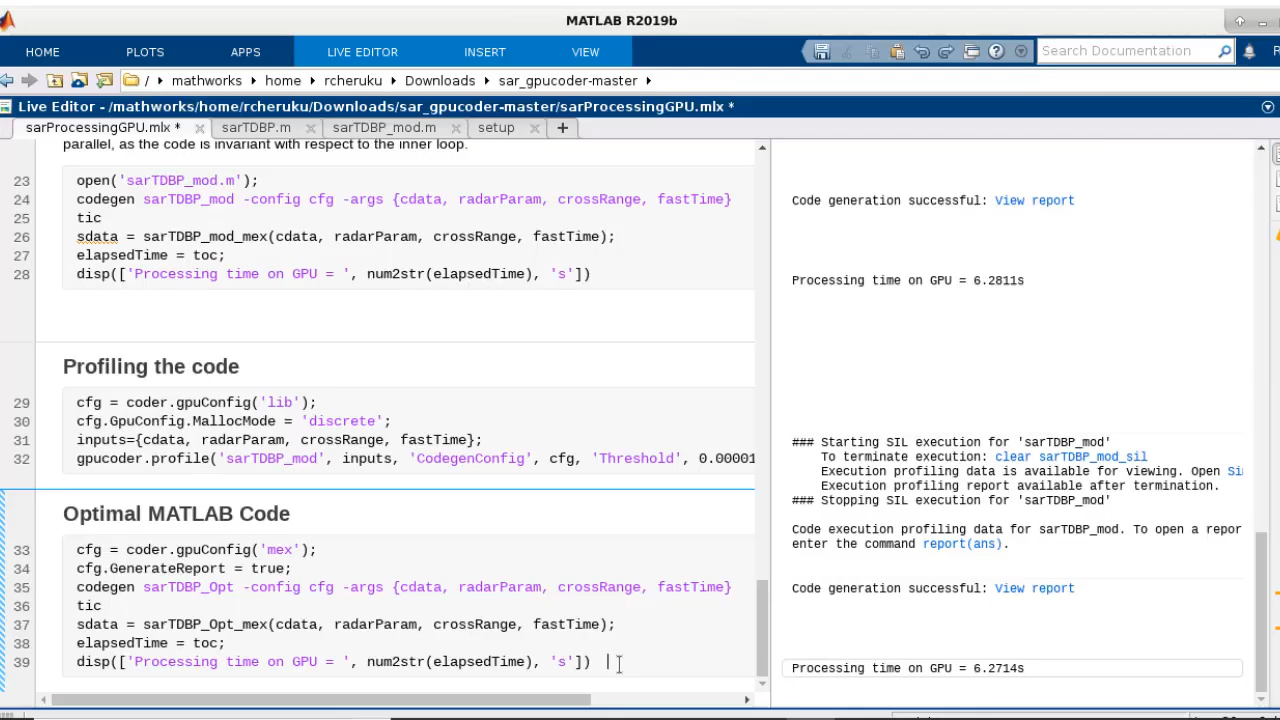 MATLAB R2019b
HOME PLOTS APPS LIVE EDITOR INSERT VIEW Search Documentation
/ mathworks home rcheruku Downloads sar_gpucoder-master
Live Editor - /mathworks/home/rcheruku/Downloads/sar_gpucoder-master/sarProcessingGPU.mlx *
sarProcessingGPU.mlx * sarTDBP.m sarTDBP_mod.m setup
parallel, as the code is invariant with respect to the inner loop.
23 open('sarTDBP_mod.m');
24 codegen sarTDBP_mod -config cfg -args {cdata, radarParam, crossRange, fastTime}
25 tic
26 sdata = sarTDBP_mod_mex(cdata, radarParam, crossRange, fastTime);
27 elapsedTime = toc;
28 disp(['Processing time on GPU = ', num2str(elapsedTime), 's'])
Profiling the code
29 cfg = coder.gpuConfig('lib');
30 cfg.GpuConfig.MallocMode = 'discrete';
31 inputs={cdata, radarParam, crossRange, fastTime};
32 gpucoder.profile('sarTDBP_mod', inputs, 'CodegenConfig', cfg, 'Threshold', 0.00001
Optimal MATLAB Code
33 cfg = coder.gpuConfig('mex');
34 cfg.GenerateReport = true;
35 codegen sarTDBP_Opt -config cfg -args {cdata, radarParam, crossRange, fastTime}
36 tic
37 sdata = sarTDBP_Opt_mex(cdata, radarParam, crossRange, fastTime);
38 elapsedTime = toc;
39 disp(['Processing time on GPU = ', num2str(elapsedTime), 's'])
Code generation successful: View report
Processing time on GPU = 6.2811s
### Starting SIL execution for 'sarTDBP_mod'
To terminate execution: clear sarTDBP_mod_sil
Execution profiling data is available for viewing. Open Si
Execution profiling report available after termination.
### Stopping SIL execution for 'sarTDBP_mod'
Code execution profiling data for sarTDBP_mod. To open a repor
enter the command report(ans).
Code generation successful: View report
Processing time on GPU = 6.2714s